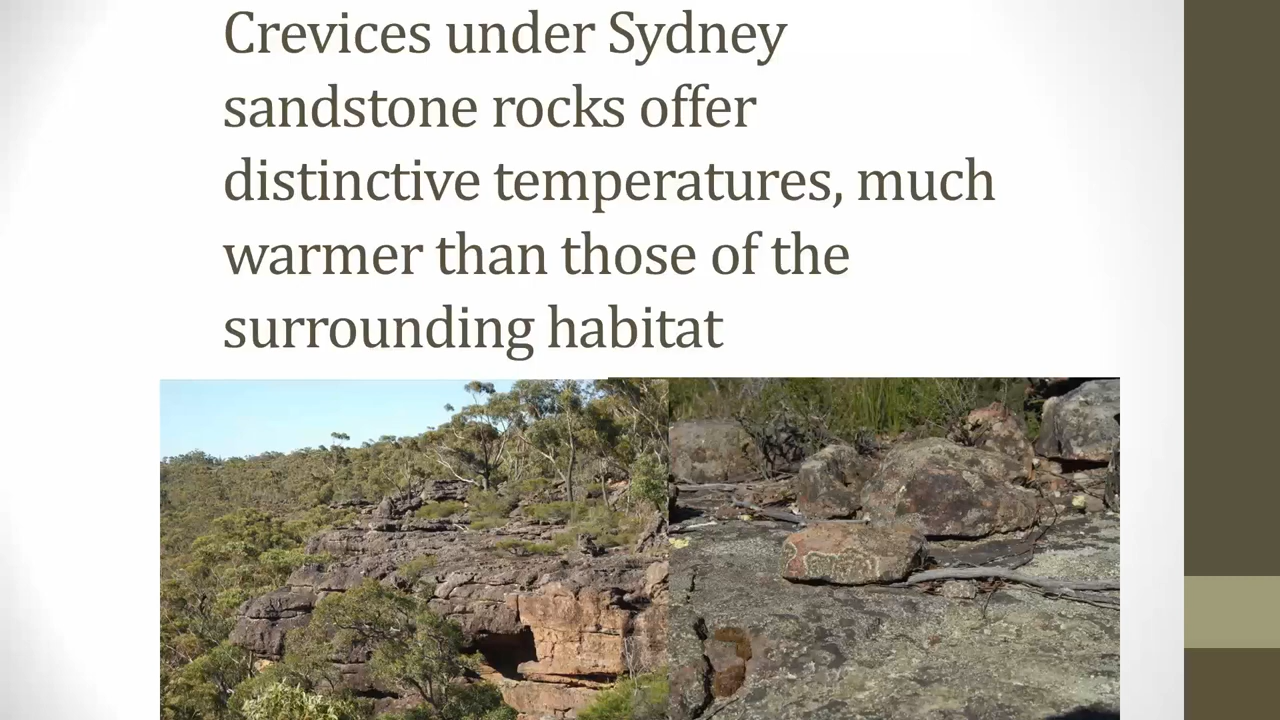 Crevices under Sydney
sandstone rocks offer
distinctive temperatures, much
warmer than those of the
surrounding habitat